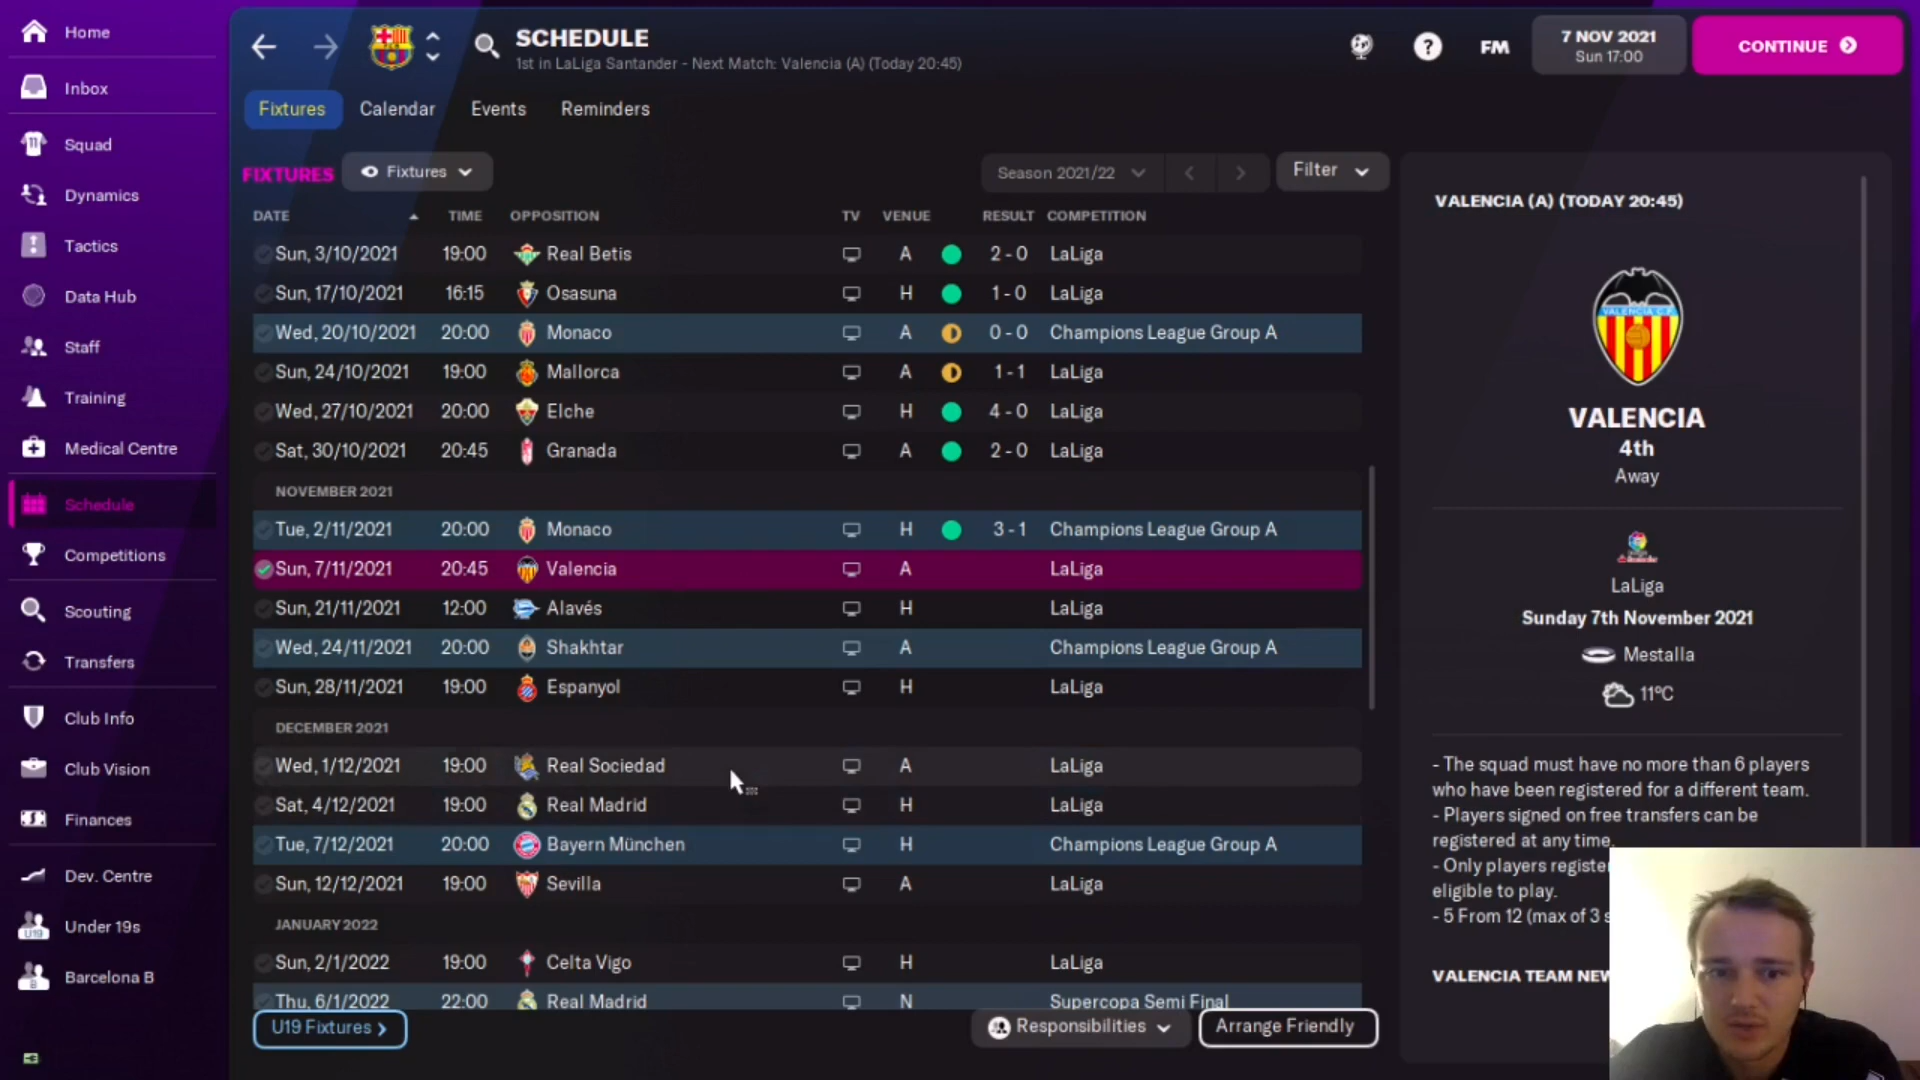 Home
Inbox
Squad
Dynamics
Tactics
Data Hub
Staff
Training
Medical Centre
Schedule
Competitions
Scouting
Transfers
Club Info
Club Vision
Finances
Dev. Centre
Under 19s
Barcelona B
SCHEDULE
1st in LaLiga Santander - Next Match: Valencia (A) (Today 20:45)
? FM 7 NOV 2021 Sun 17:00 CONTINUE
Fixtures Calendar Events Reminders
FIXTURES Fixtures Season 2021/22 Filter
DATE TIME OPPOSITION TV VENUE RESULT COMPETITION
Sun, 3/10/2021 19:00 Real Betis A 2 - 0 LaLiga
Sun, 17/10/2021 16:15 Osasuna H 1 - 0 LaLiga
Wed, 20/10/2021 20:00 Monaco A 0 - 0 Champions League Group A
Sun, 24/10/2021 19:00 Mallorca A 1 - 1 LaLiga
Wed, 27/10/2021 20:00 Elche H 4 - 0 LaLiga
Sat, 30/10/2021 20:45 Granada A 2 - 0 LaLiga
NOVEMBER 2021
Tue, 2/11/2021 20:00 Monaco H 3 - 1 Champions League Group A
Sun, 7/11/2021 20:45 Valencia A LaLiga
Sun, 21/11/2021 12:00 Alavés H LaLiga
Wed, 24/11/2021 20:00 Shakhtar A Champions League Group A
Sun, 28/11/2021 19:00 Espanyol H LaLiga
DECEMBER 2021
Wed, 1/12/2021 19:00 Real Sociedad A LaLiga
Sat, 4/12/2021 19:00 Real Madrid H LaLiga
Tue, 7/12/2021 20:00 Bayern München H Champions League Group A
Sun, 12/12/2021 19:00 Sevilla A LaLiga
JANUARY 2022
Sun, 2/1/2022 19:00 Celta Vigo H LaLiga
Thu, 6/1/2022 22:00 Real Madrid N Supercopa Semi Final
U19 Fixtures Responsibilities Arrange Friendly
VALENCIA (A) (TODAY 20:45)
VALENCIA
4th
Away
LaLiga
Sunday 7th November 2021
Mestalla
11°C
- The squad must have no more than 6 players
who have been registered for a different team.
- Players signed on free transfers can be
registered at any time.
- Only players
eligible to play.
- 5 From 12 (max of 3
VALENCIA TEAM